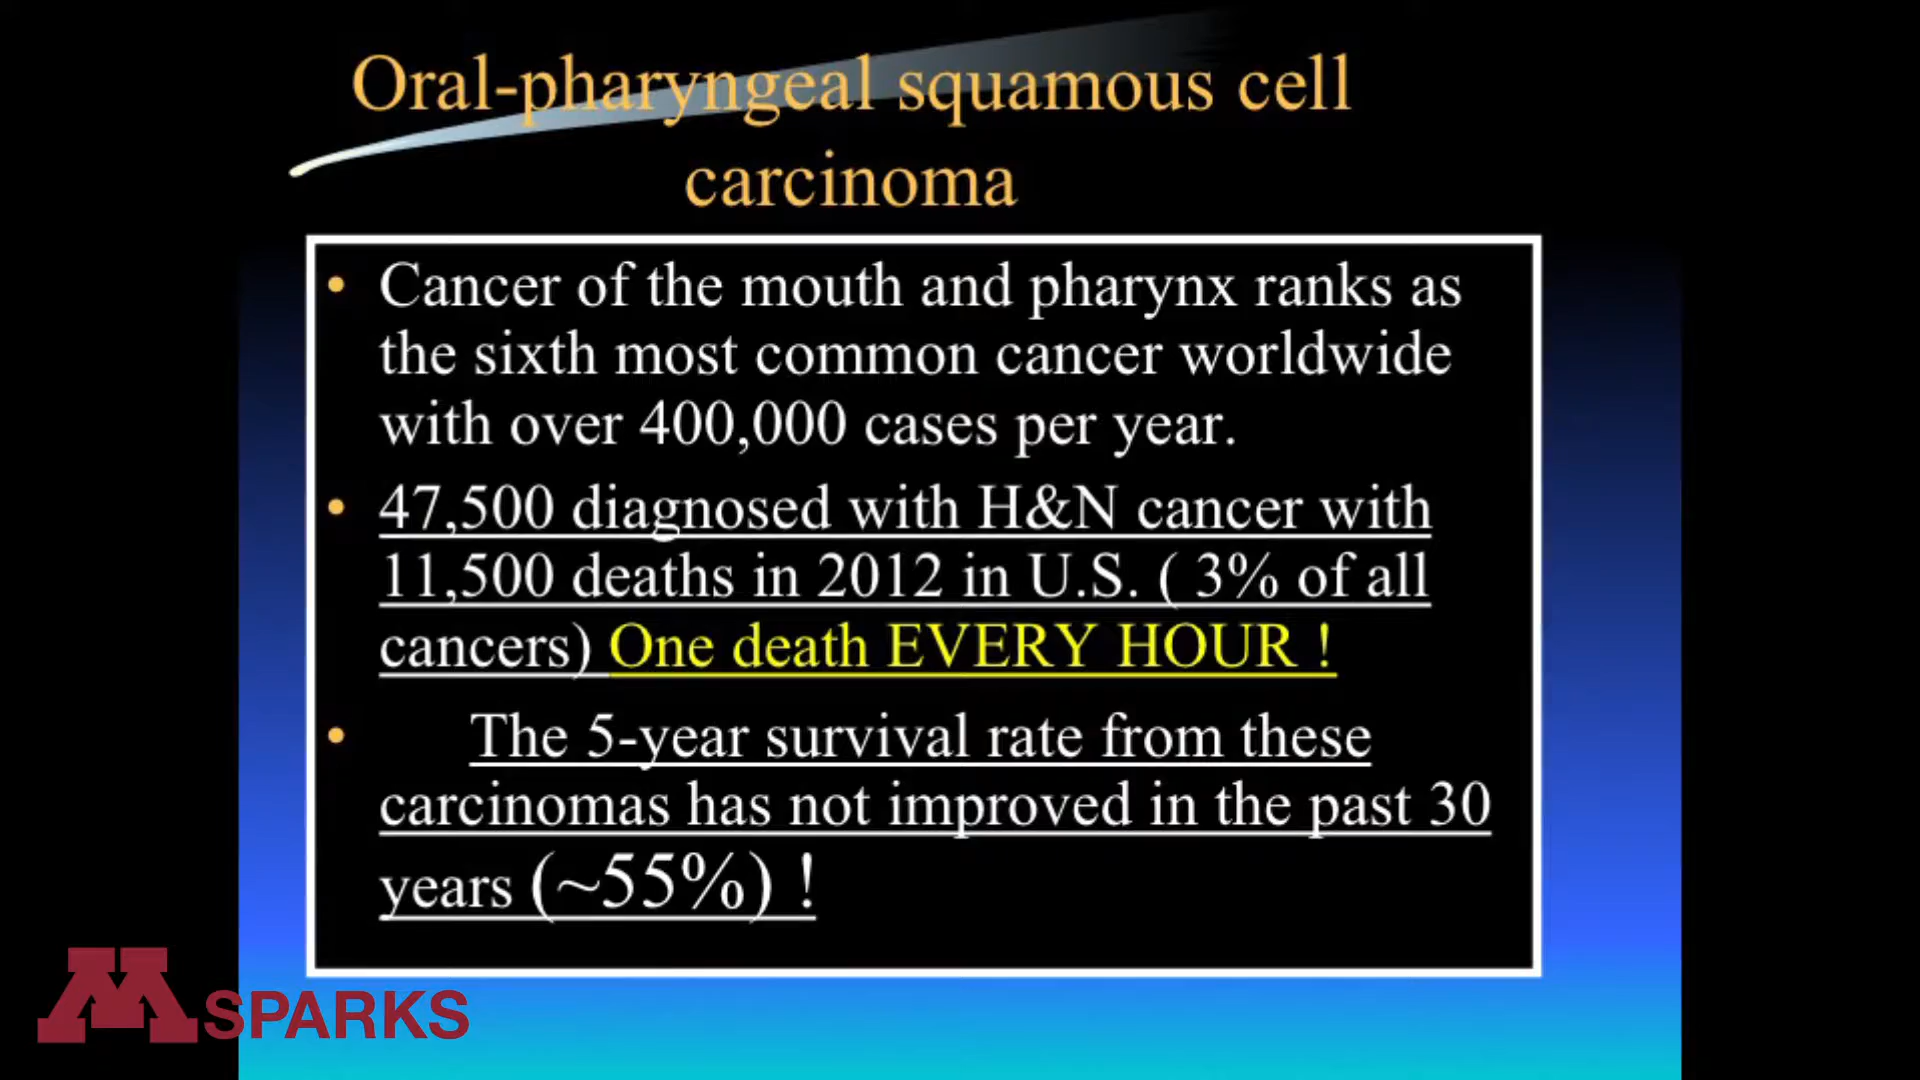 Oral-pharyngeal squamous cell
carcinoma
• Cancer of the mouth and pharynx ranks as
the sixth most common cancer worldwide
with over 400,000 cases per year.
• 47,500 diagnosed with H&N cancer with
11,500 deaths in 2012 in U.S. ( 3% of all
cancers) One death EVERY HOUR !
• The 5-year survival rate from these
carcinomas has not improved in the past 30
years (~55%) !
M SPARKS